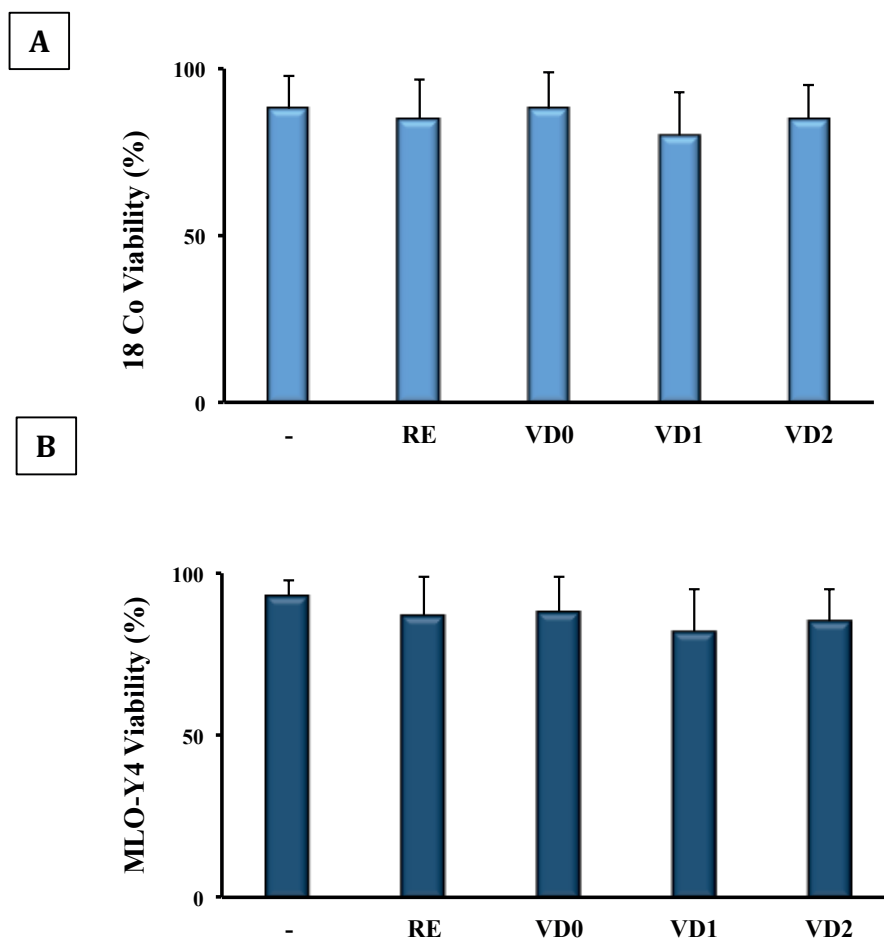 A
100
50
0
18 Co Viability (%)
- RE VD0 VD1 VD2
B
100
50
0
MLO-Y4 Viability (%)
- RE VD0 VD1 VD2